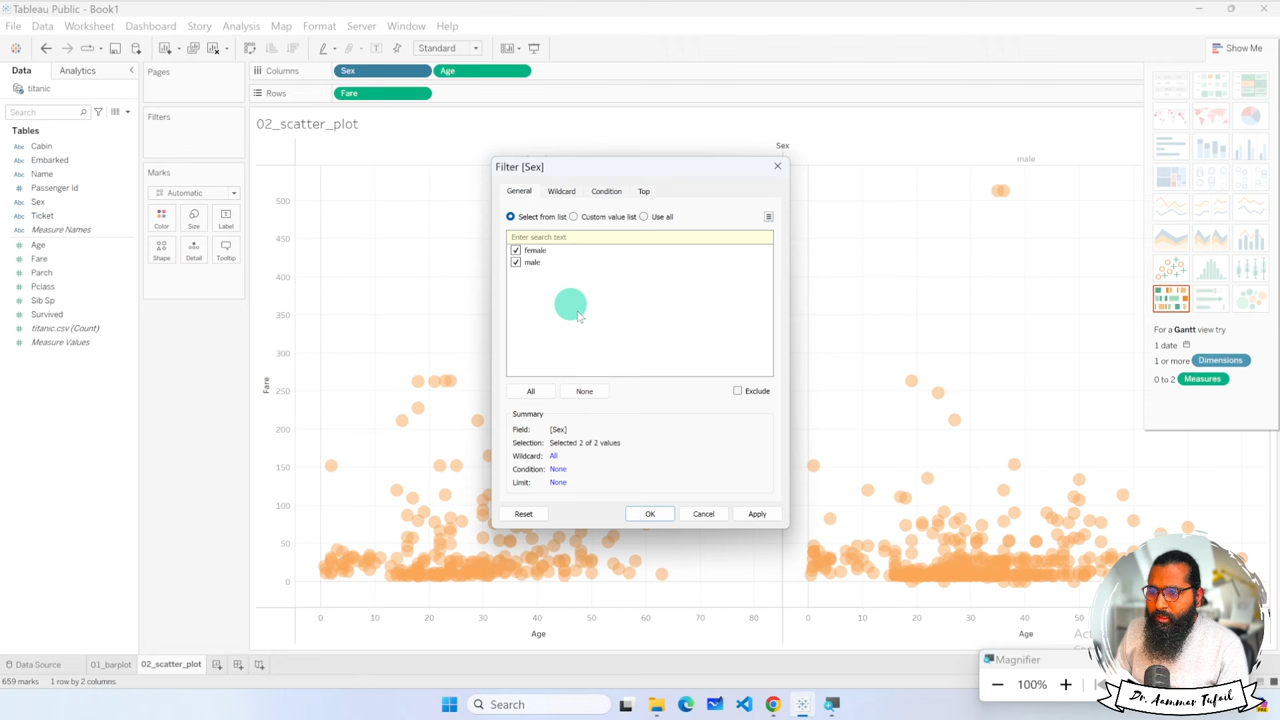 Tableau Public - Book1
File Data Worksheet Dashboard Story Analysis Map Format Server Window Help
Standard
Show Me
Data Analytics
titanic
Search
Tables
Abc Cabin
Abc Embarked
Abc Name
Abc Passenger Id
Abc Sex
Abc Ticket
Abc Measure Names
# Age
# Fare
# Parch
# Pclass
# Sib Sp
# Survived
# titanic.csv (Count)
# Measure Values
Pages
Filters
Marks
Automatic
Color Size Label
Shape Detail Tooltip
Columns Sex Age
Rows Fare
02_scatter_plot
Sex
male
500
450
400
350
300
250
200
150
100
50
0
Fare
0 10 20 30 40 50 60 70 80
Age
0 10 20 30 40 50
Age
Filter [Sex]
General Wildcard Condition Top
Select from list Custom value list Use all
Enter search text
female
male
All None Exclude
Summary
Field: [Sex]
Selection: Selected 2 of 2 values
Wildcard: All
Condition: None
Limit: None
Reset OK Cancel Apply
For a Gantt view try
1 date
1 or more Dimensions
0 to 2 Measures
Data Source 01_barplot 02_scatter_plot
659 marks 1 row by 2 columns
Magnifier
100%
Search
Dr. Aammar Tufail